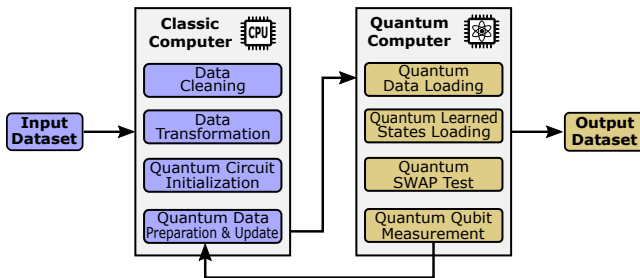 Input
Dataset
Classic
Computer
CPU
Data
Cleaning
Data
Transformation
Quantum Circuit
Initialization
Quantum Data
Preparation & Update
Quantum
Computer
Quantum
Data Loading
Quantum Learned
States Loading
Quantum
SWAP Test
Quantum Qubit
Measurement
Output
Dataset